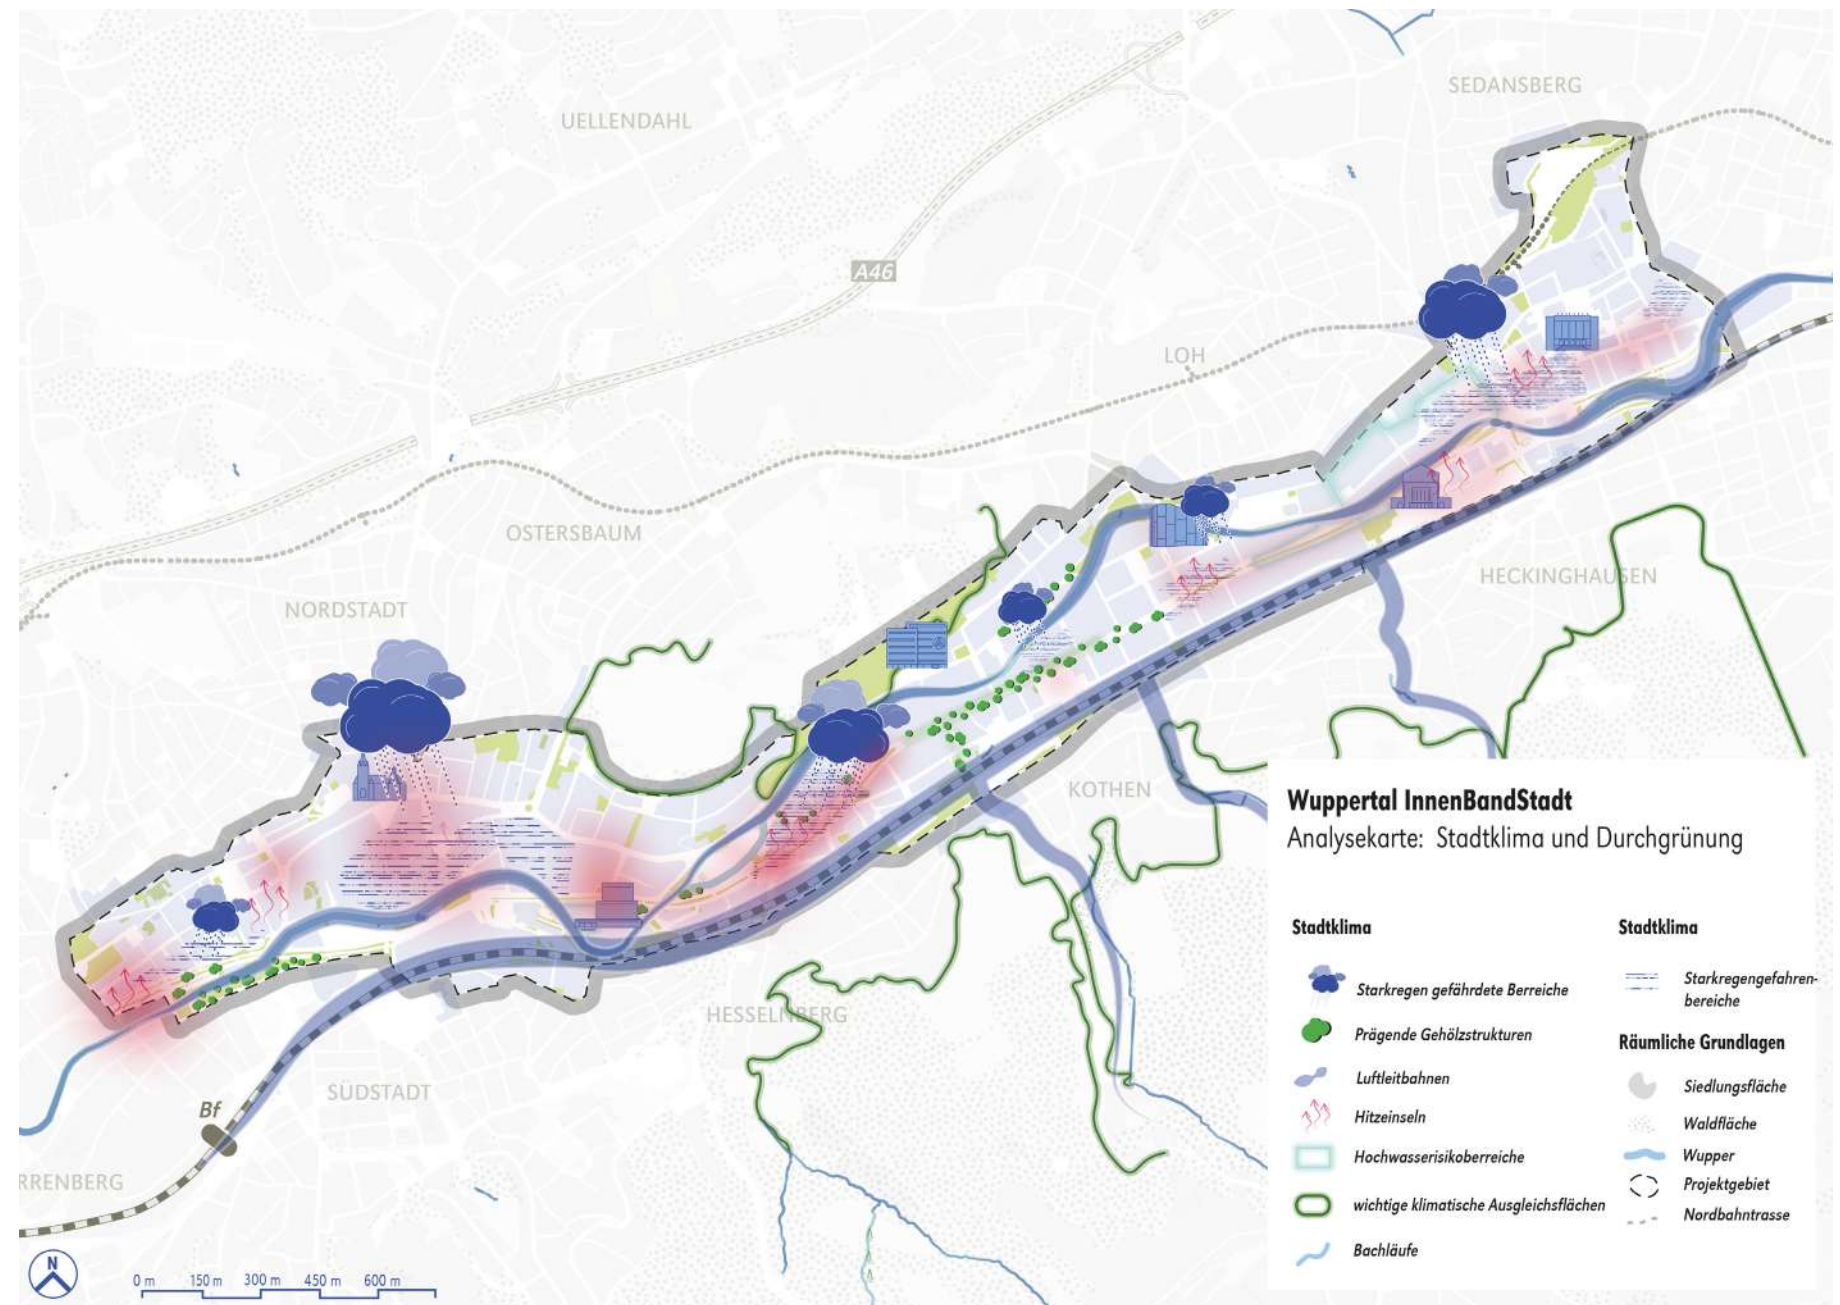 SEDANSBERG
UELLENDAHL
A46
LOH
OSTERSBAUM
HECKINGHAUSEN
NORDSTADT
KOTHEN
HESSELNBERG
SÜDSTADT
Bf
RRENBERG
N
0 m 150 m 300 m 450 m 600 m
Wuppertal InnenBandStadt
Analysekarte: Stadtklima und Durchgrünung
Stadtklima
Starkregen gefährdete Berreiche
Prägende Gehölzstrukturen
Luftleitbahnen
Hitzeinseln
Hochwasserisikoberreiche
wichtige klimatische Ausgleichsflächen
Bachläufe
Stadtklima
Starkregengefahren-
bereiche
Räumliche Grundlagen
Siedlungsfläche
Waldfläche
Wupper
Projektgebiet
Nordbahntrasse